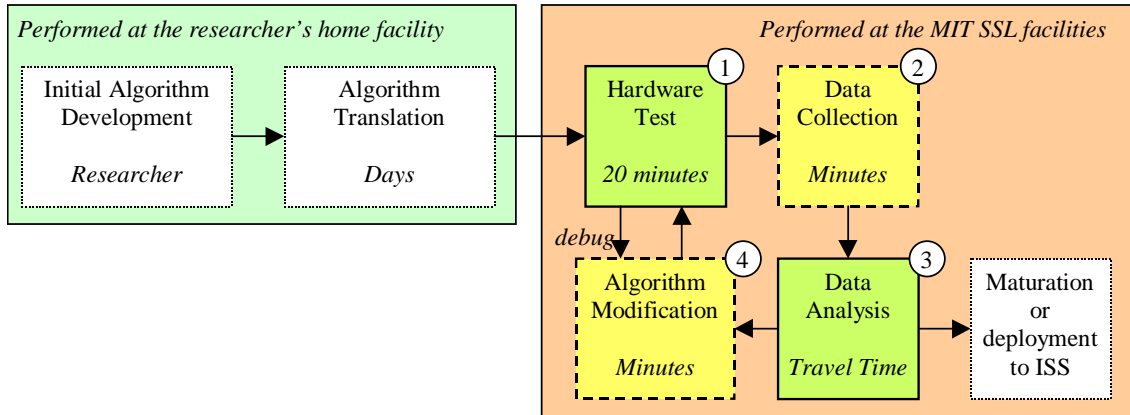 Performed at the researcher's home facility
Initial Algorithm
Development
Researcher
Algorithm
Translation
Days
Performed at the MIT SSL facilities
1
Hardware
Test
20 minutes
2
Data
Collection
Minutes
debug
4
Algorithm
Modification
Minutes
3
Data
Analysis
Travel Time
Maturation
or
deployment
to ISS